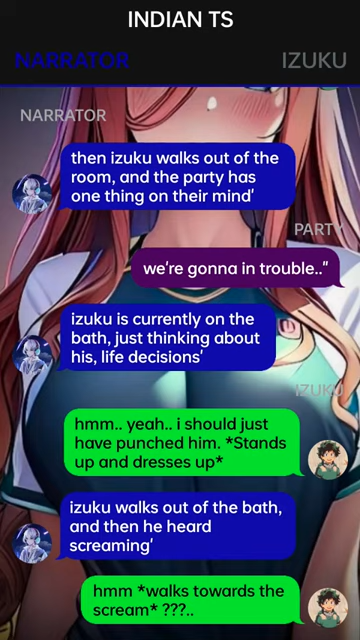 INDIAN TS
NARRATOR IZUKU
NARRATOR
then izuku walks out of the
room, and the party has
one thing on their mind'
PARTY
we're gonna in trouble.."
izuku is currently on the
bath, just thinking about
his, life decisions'
IZUKU
hmm.. yeah.. i should just
have punched him. *Stands
up and dresses up*
izuku walks out of the bath,
and then he heard
screaming'
hmm *walks towards the
scream* ???..